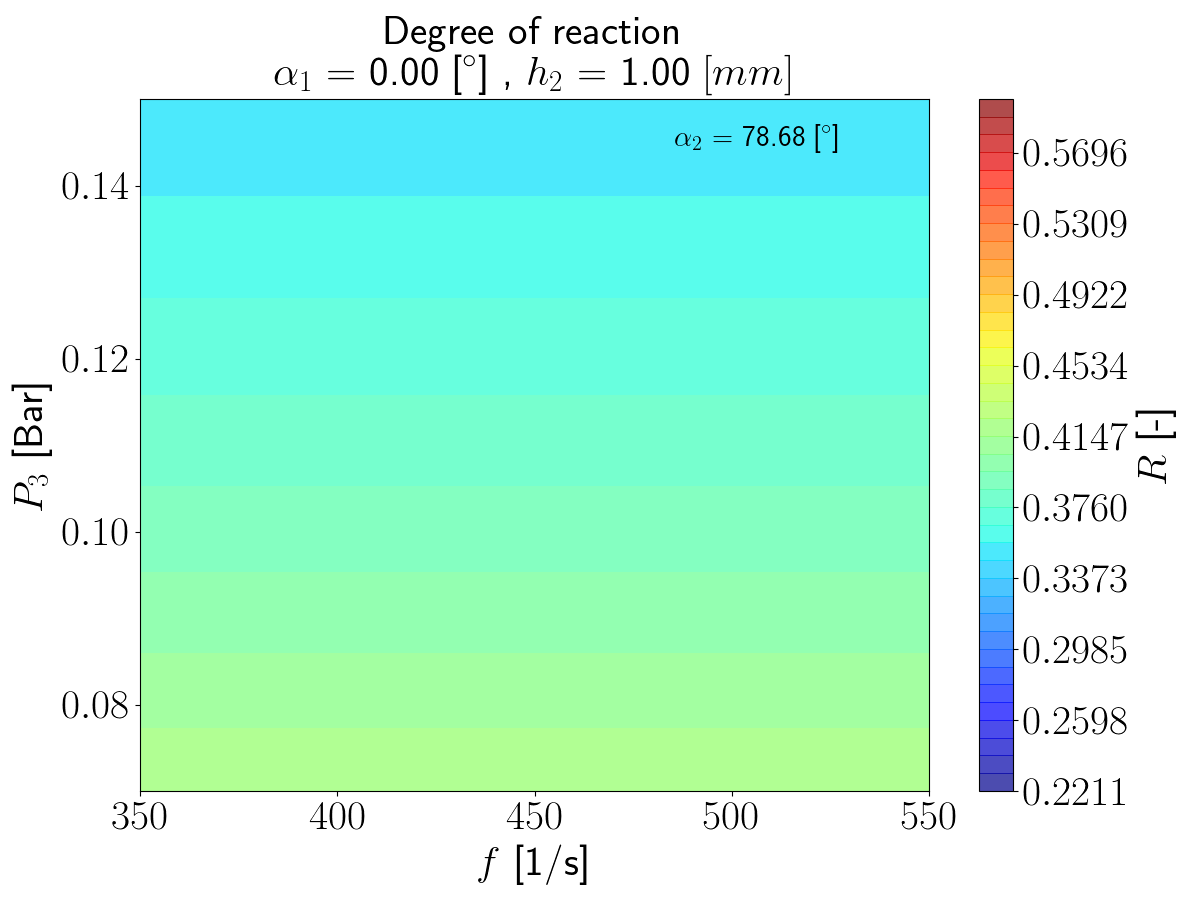 Degree of reaction
α₁ = 0.00 [°] , h₂ = 1.00 [mm]
α₂ = 78.68 [°]
0.14
0.12
0.10
0.08
P₃ [Bar]
350 400 450 500 550
f [1/s]
0.5696
0.5309
0.4922
0.4534
0.4147
0.3760
0.3373
0.2985
0.2598
0.2211
R [-]